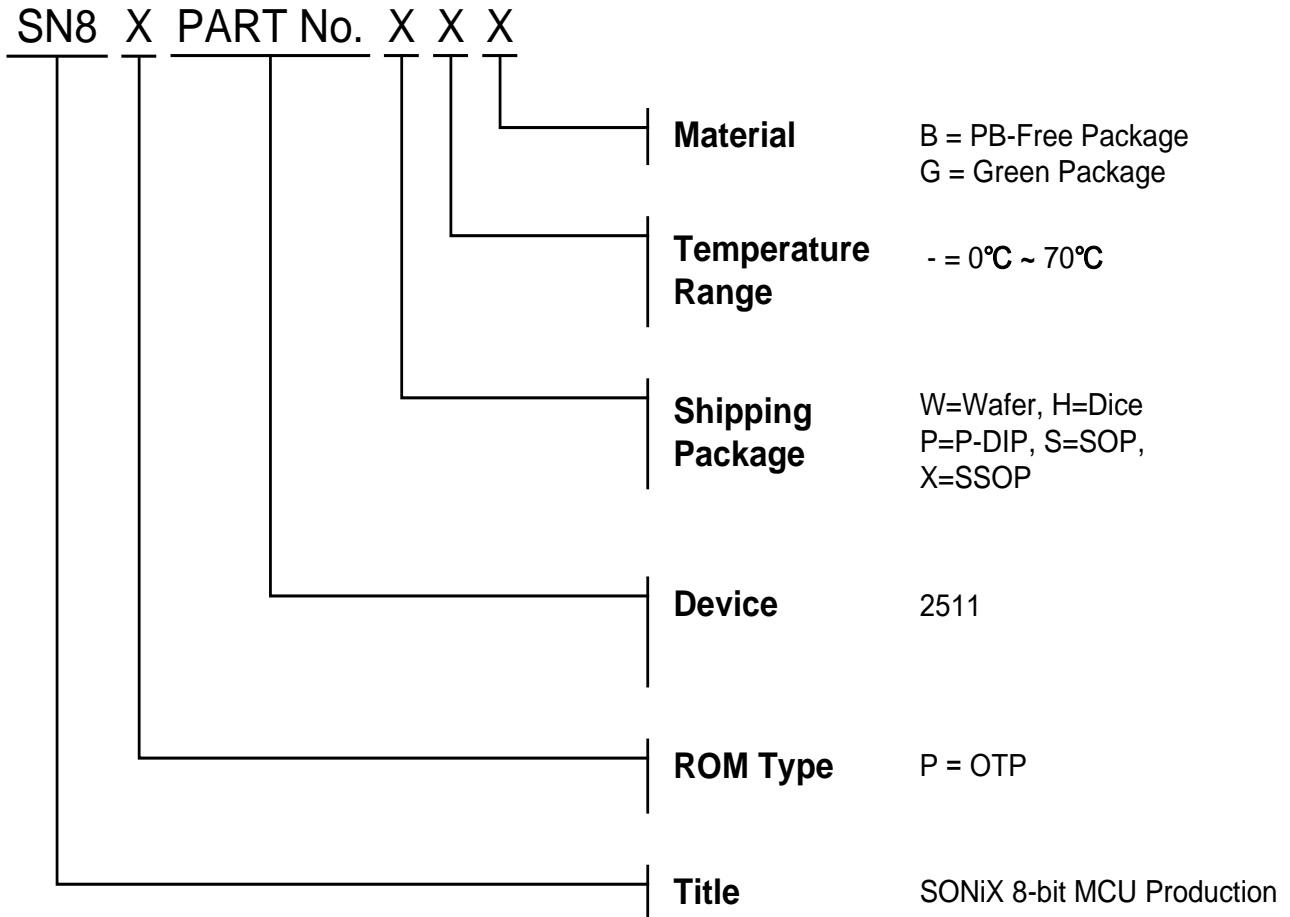 SN8 X PART No. X X X
Material
B = PB-Free Package
G = Green Package
Temperature
Range
- = 0℃ ~ 70℃
Shipping
Package
W=Wafer, H=Dice
P=P-DIP, S=SOP,
X=SSOP
Device
2511
ROM Type
P = OTP
Title
SONiX 8-bit MCU Production